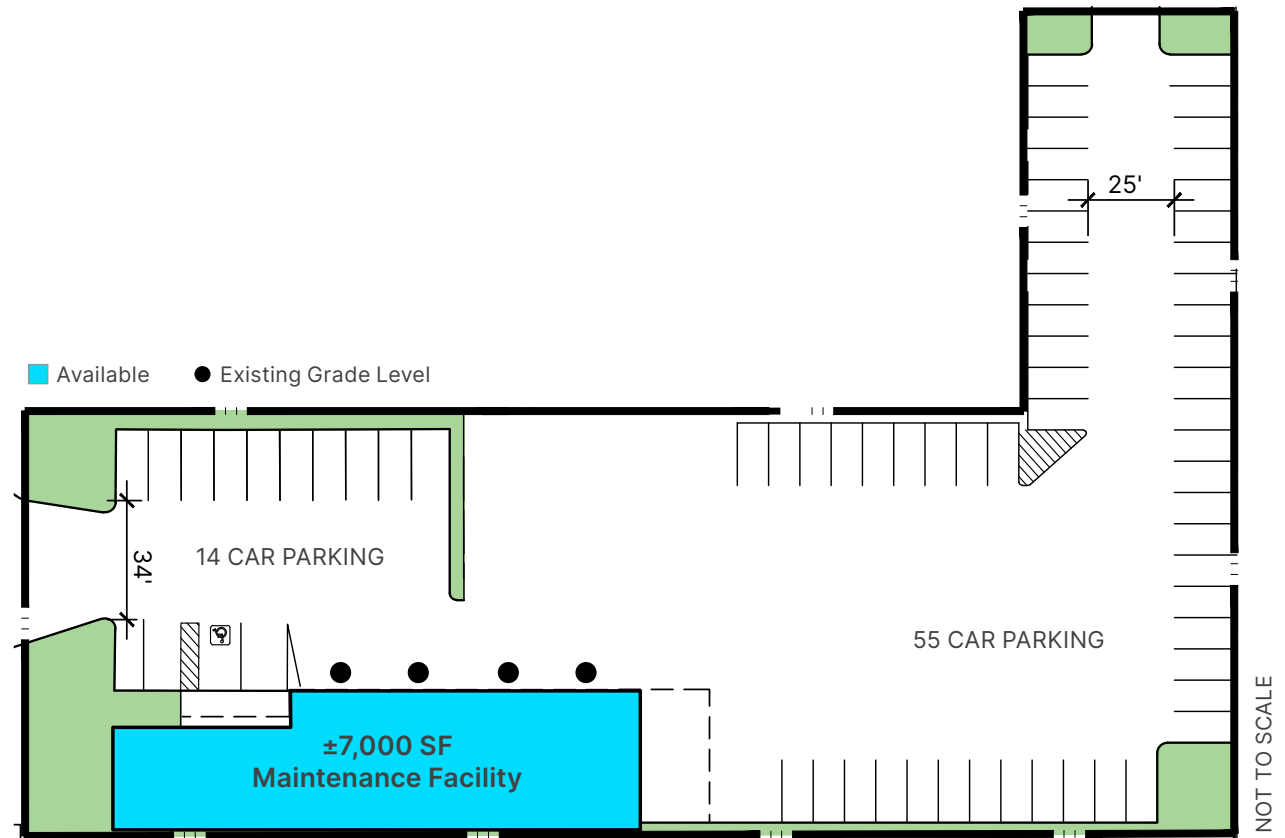 25'
Available
Existing Grade Level
34'
14 CAR PARKING
55 CAR PARKING
±7,000 SF
Maintenance Facility
NOT TO SCALE